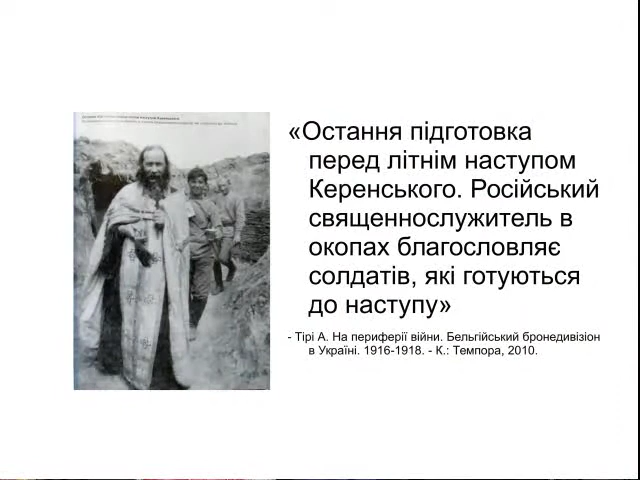 «Остання підготовка
перед літнім наступом
Керенського. Російський
священнослужитель в
окопах благословляє
солдатів, які готуються
до наступу»
- Тірі А. На периферії війни. Бельгійський бронедивізіон
в Україні. 1916-1918. - К.: Темпора, 2010.